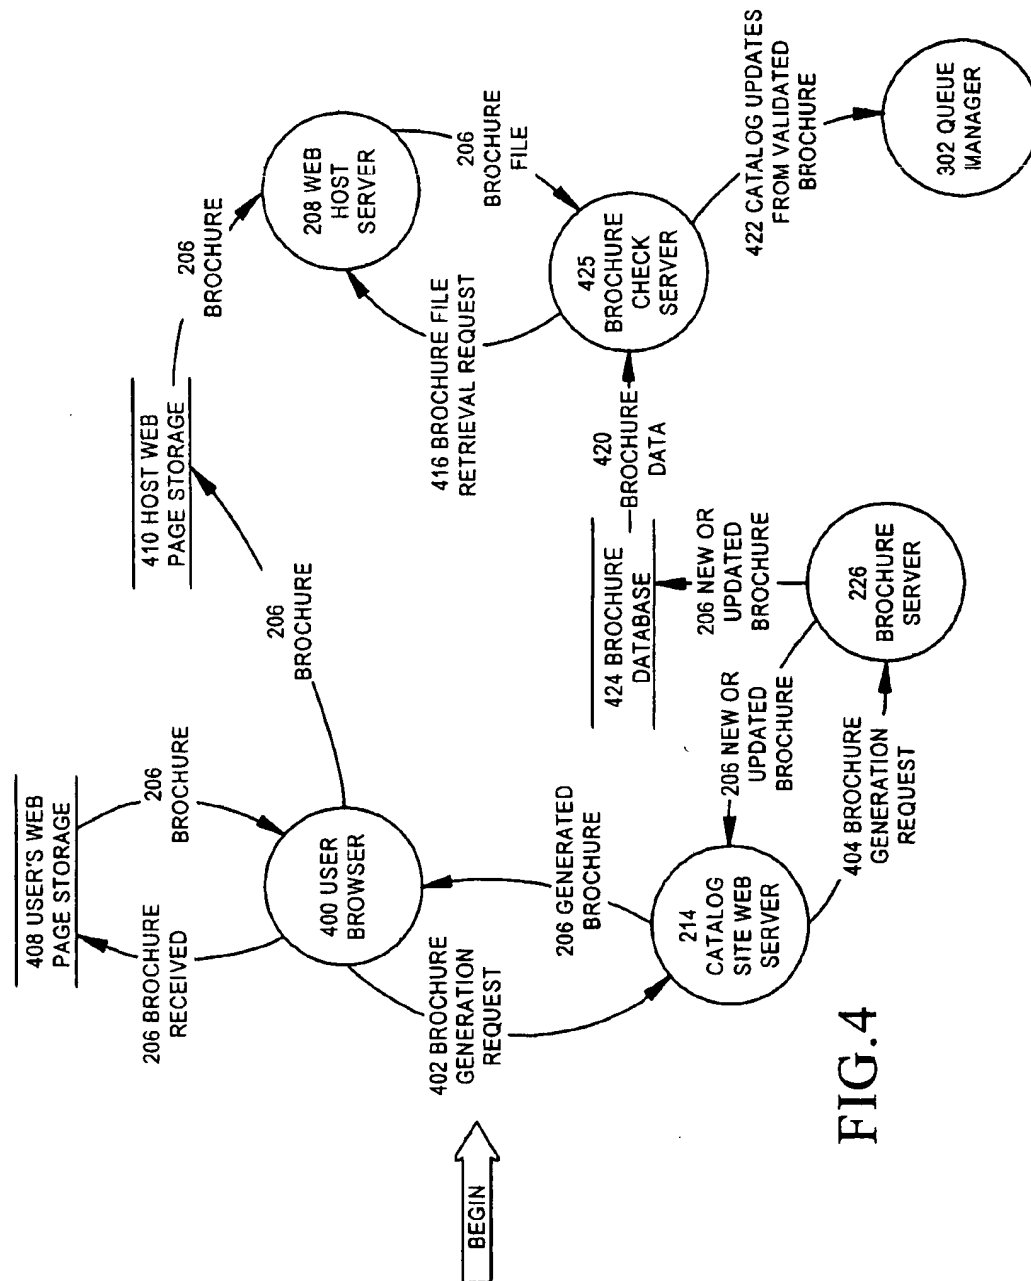 BEGIN
408 USER'S WEB
PAGE STORAGE
206 BROCHURE
RECEIVED
206
BROCHURE
400 USER
BROWSER
402 BROCHURE
GENERATION
REQUEST
206 GENERATED
BROCHURE
214
CATALOG
SITE WEB
SERVER
206
BROCHURE
410 HOST WEB
PAGE STORAGE
206
BROCHURE
208 WEB
HOST
SERVER
416 BROCHURE FILE
RETRIEVAL REQUEST
206
BROCHURE
FILE
425
BROCHURE
CHECK
SERVER
420
BROCHURE
DATA
424 BROCHURE
DATABASE
206 NEW OR
UPDATED
BROCHURE
206 NEW OR
UPDATED
BROCHURE
404 BROCHURE
GENERATION
REQUEST
226
BROCHURE
SERVER
422 CATALOG UPDATES
FROM VALIDATED
BROCHURE
302 QUEUE
MANAGER
FIG.4